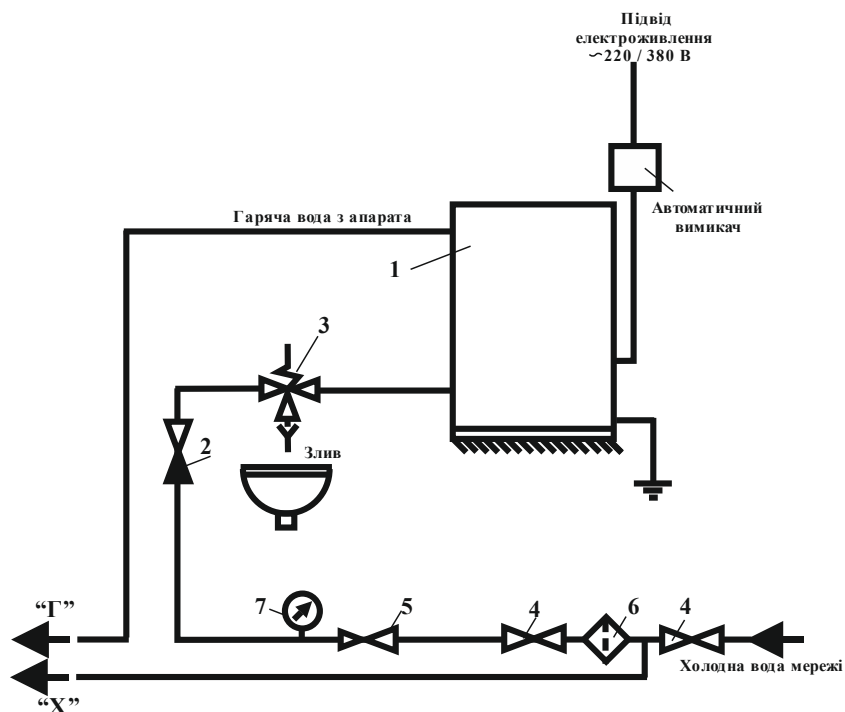 Підвід
електроживлення
~220 / 380 В
Автоматичний
вимикач
Гаряча вода з апарата
1
3
2
Злив
7
5
4
6
4
“Г”
Холодна вода мережі
“Х”